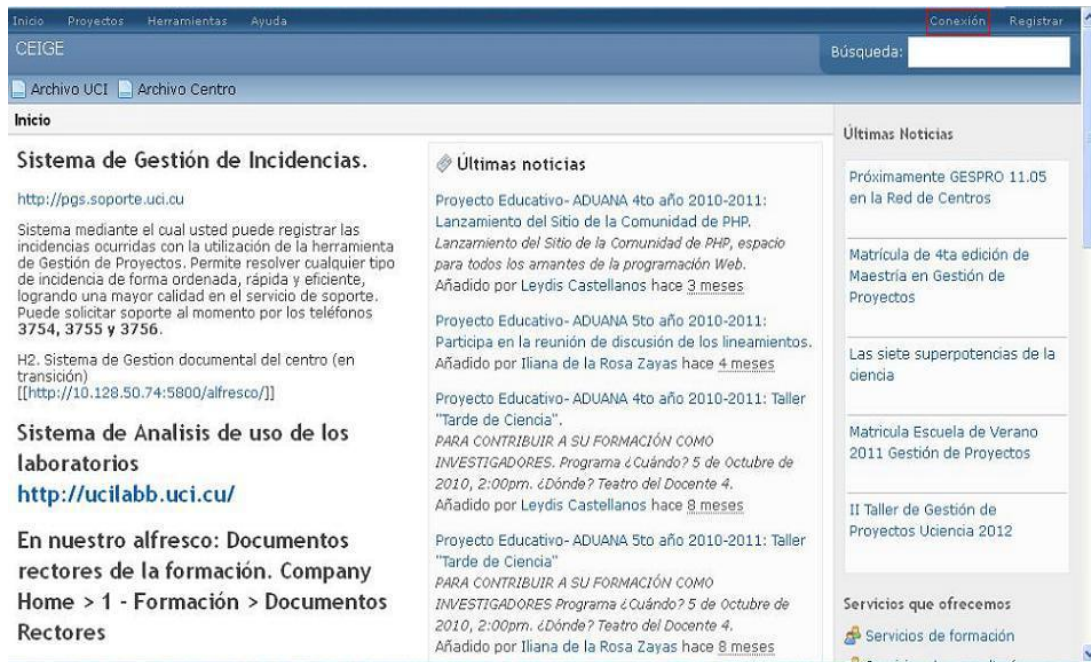 Inicio Proyectos Herramientas Ayuda
Conexión Registrar
CEIGE
Búsqueda:
Archivo UCI Archivo Centro
Inicio
Sistema de Gestión de Incidencias.
http://pgs.soporte.uci.cu
Sistema mediante el cual usted puede registrar las
incidencias ocurridas con la utilización de la herramienta
de Gestión de Proyectos. Permite resolver cualquier tipo
de incidencia de forma ordenada, rápida y eficiente,
logrando una mayor calidad en el servicio de soporte.
Puede solicitar soporte al momento por los teléfonos
3754, 3755 y 3756.
H2. Sistema de Gestion documental del centro (en
transición)
[[http://10.128.50.74:5800/alfresco/]]
Sistema de Analisis de uso de los
laboratorios
http://ucilabb.uci.cu/
En nuestro alfresco: Documentos
rectores de la formación. Company
Home > 1 - Formación > Documentos
Rectores
Últimas noticias
Proyecto Educativo- ADUANA 4to año 2010-2011:
Lanzamiento del Sitio de la Comunidad de PHP.
Lanzamiento del Sitio de la Comunidad de PHP, espacio
para todos los amantes de la programación Web.
Añadido por Leydis Castellanos hace 3 meses
Proyecto Educativo- ADUANA 5to año 2010-2011:
Participa en la reunión de discusión de los lineamientos.
Añadido por Iliana de la Rosa Zayas hace 4 meses
Proyecto Educativo- ADUANA 4to año 2010-2011: Taller
"Tarde de Ciencia".
PARA CONTRIBUIR A SU FORMACIÓN COMO
INVESTIGADORES. Programa ¿Cuándo? 5 de Octubre de
2010, 2:00pm. ¿Dónde? Teatro del Docente 4.
Añadido por Leydis Castellanos hace 8 meses
Proyecto Educativo- ADUANA 5to año 2010-2011: Taller
"Tarde de Ciencia"
PARA CONTRIBUIR A SU FORMACIÓN COMO
INVESTIGADORES Programa ¿Cuándo? 5 de Octubre de
2010, 2:00pm. ¿Dónde? Teatro del Docente 4.
Añadido por Iliana de la Rosa Zayas hace 8 meses
Últimas Noticias
Próximamente GESPRO 11.05
en la Red de Centros
Matrícula de 4ta edición de
Maestría en Gestión de
Proyectos
Las siete superpotencias de la
ciencia
Matricula Escuela de Verano
2011 Gestión de Proyectos
II Taller de Gestión de
Proyectos Uciencia 2012
Servicios que ofrecemos
Servicios de formación